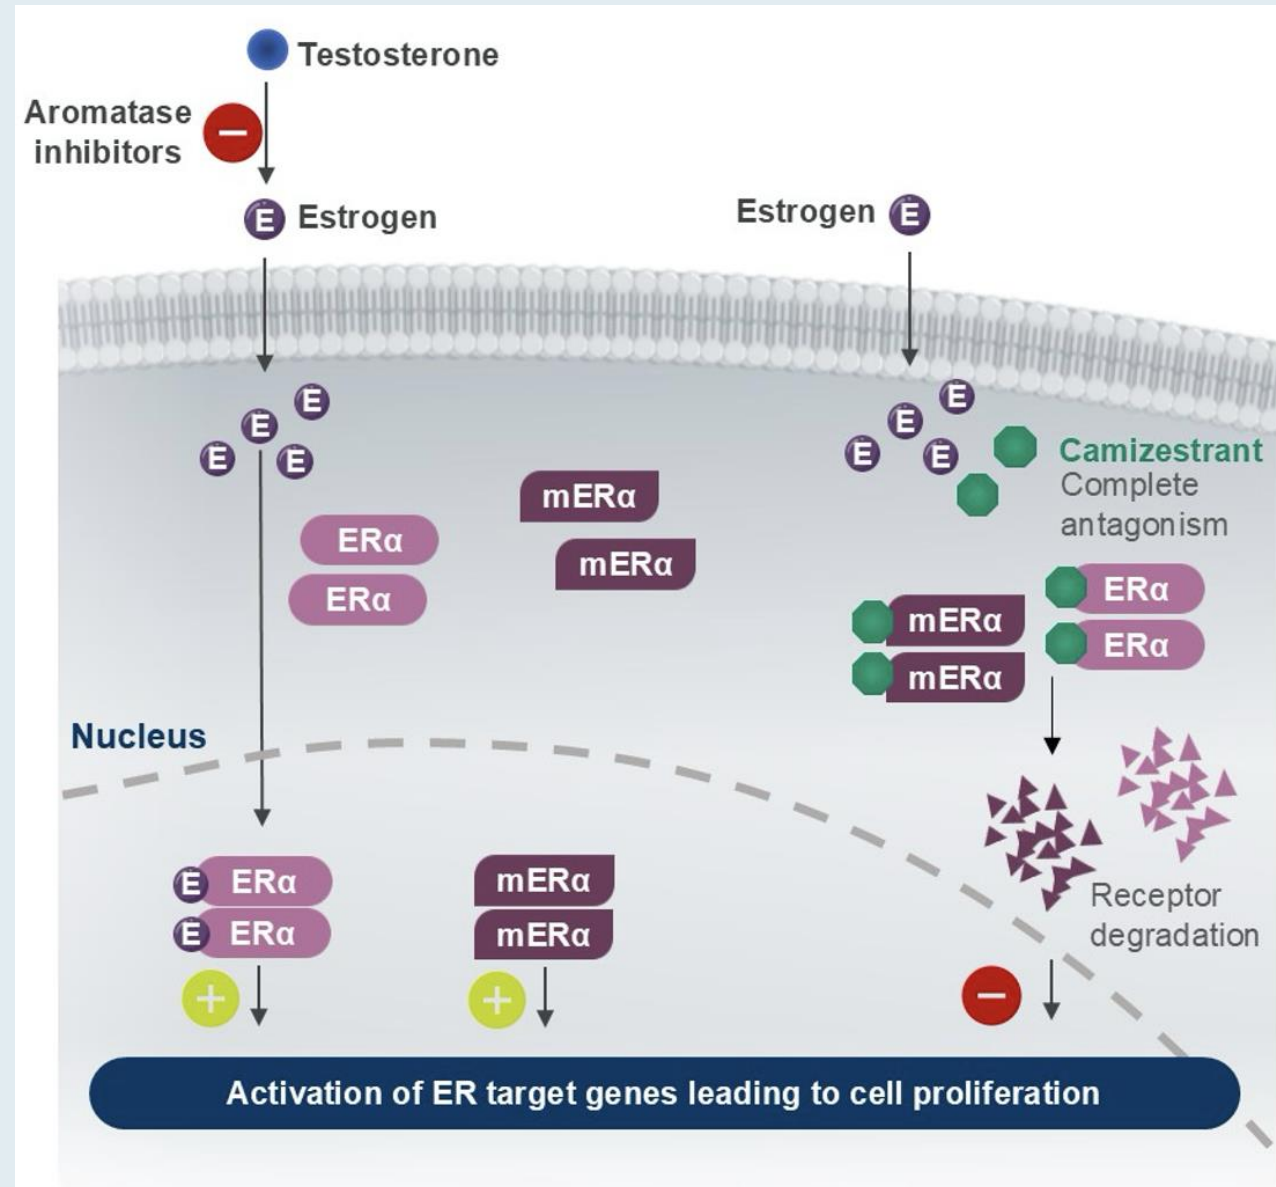 Testosterone
Aromatase
inhibitors
−
E Estrogen
Estrogen E
E
E
E
E
E
E
E
E
Camizestrant
Complete
antagonism
mERα
mERα
ERα
ERα
mERα
mERα
ERα
ERα
Nucleus
E ERα
E ERα
mERα
mERα
Receptor
degradation
+
+
−
Activation of ER target genes leading to cell proliferation